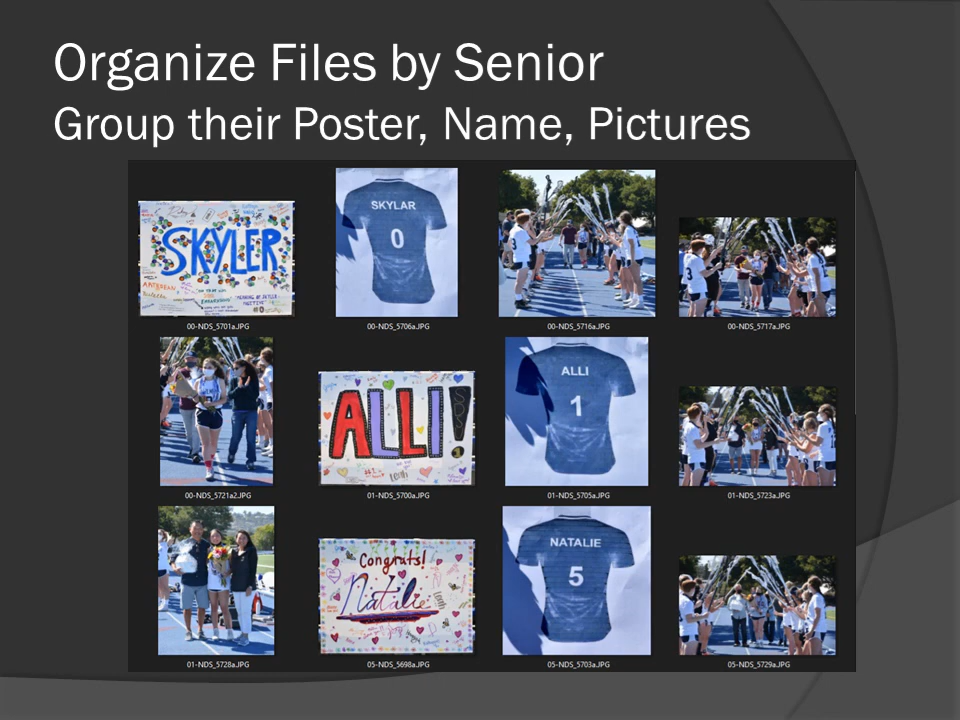 Organize Files by Senior
Group their Poster, Name, Pictures
SKYLER
SKYLAR
0
3
3
00-NDS_5701a.JPG
00-NDS_5706a.JPG
00-NDS_5716a.JPG
00-NDS_5717a.JPG
ALLI!
ALLI
1
00-NDS_5721a2.JPG
01-NDS_5700a.JPG
01-NDS_5705a.JPG
01-NDS_5723a.JPG
Congrats!
Natalie
NATALIE
5
01-NDS_5728a.JPG
05-NDS_5698a.JPG
05-NDS_5703a.JPG
05-NDS_5729a.JPG